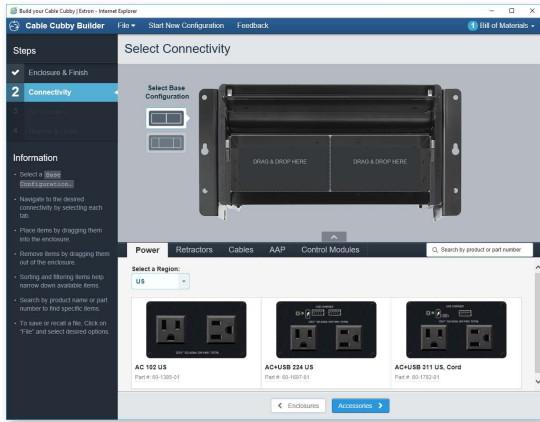 Build your Cable Cubby | Extron - Internet Explorer
Cable Cubby Builder File Start New Configuration Feedback 1 Bill of Materials
Steps
Enclosure & Finish
2 Connectivity
3
4
Information
• Select a Base
Configuration.
• Navigate to the desired
connectivity by selecting each
tab.
• Place items by dragging them
into the enclosure.
• Remove items by dragging them
out of the enclosure.
• Sorting and filtering items help
narrow down available items.
• Search by product name or part
number to find specific items.
• To save or recall a file, Click on
"File" and select desired options.
Select Connectivity
Select Base
Configuration
DRAG & DROP HERE DRAG & DROP HERE
Power Retractors Cables AAP Control Modules Search by product or part number
Select a Region:
US
AC 102 US
Part #: 60-1385-01
AC+USB 224 US
Part #: 60-1697-01
AC+USB 311 US, Cord
Part #: 60-1782-01
Enclosures Accessories